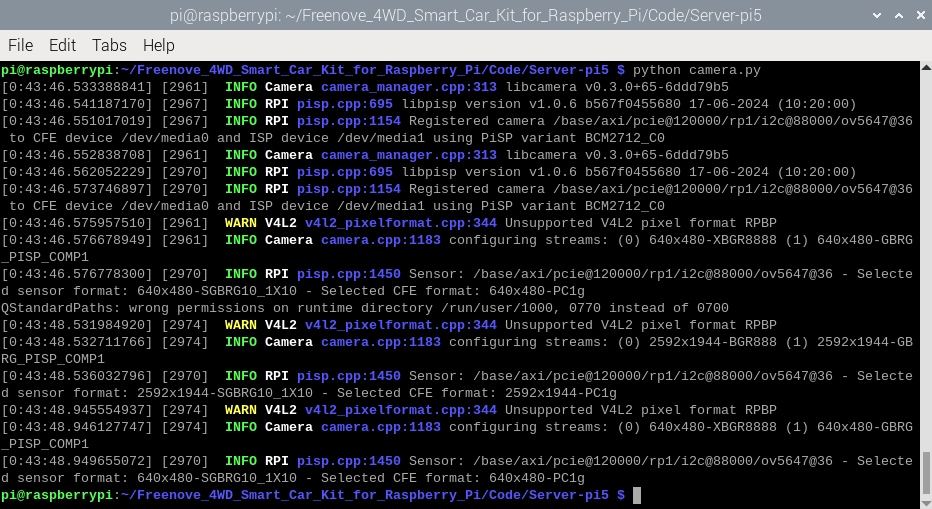 pi@raspberrypi: ~/Freenove_4WD_Smart_Car_Kit_for_Raspberry_Pi/Code/Server-pi5
File Edit Tabs Help
pi@raspberrypi:~/Freenove_4WD_Smart_Car_Kit_for_Raspberry_Pi/Code/Server-pi5 $ python camera.py
[0:43:46.533388841] [2961]  INFO Camera camera_manager.cpp:313 libcamera v0.3.0+65-6ddd79b5
[0:43:46.541187170] [2967]  INFO RPI pisp.cpp:695 libpisp version v1.0.6 b567f0455680 17-06-2024 (10:20:00)
[0:43:46.551017019] [2967]  INFO RPI pisp.cpp:1154 Registered camera /base/axi/pcie@120000/rp1/i2c@88000/ov5647@36
 to CFE device /dev/media0 and ISP device /dev/media1 using PiSP variant BCM2712_C0
[0:43:46.552838708] [2961]  INFO Camera camera_manager.cpp:313 libcamera v0.3.0+65-6ddd79b5
[0:43:46.562052229] [2970]  INFO RPI pisp.cpp:695 libpisp version v1.0.6 b567f0455680 17-06-2024 (10:20:00)
[0:43:46.573746897] [2970]  INFO RPI pisp.cpp:1154 Registered camera /base/axi/pcie@120000/rp1/i2c@88000/ov5647@36
 to CFE device /dev/media0 and ISP device /dev/media1 using PiSP variant BCM2712_C0
[0:43:46.575957510] [2961]  WARN V4L2 v4l2_pixelformat.cpp:344 Unsupported V4L2 pixel format RPBP
[0:43:46.576678949] [2961]  INFO Camera camera.cpp:1183 configuring streams: (0) 640x480-XBGR8888 (1) 640x480-GBRG
_PISP_COMP1
[0:43:46.576778300] [2970]  INFO RPI pisp.cpp:1450 Sensor: /base/axi/pcie@120000/rp1/i2c@88000/ov5647@36 - Selecte
d sensor format: 640x480-SGBRG10_1X10 - Selected CFE format: 640x480-PC1g
QStandardPaths: wrong permissions on runtime directory /run/user/1000, 0770 instead of 0700
[0:43:48.531984920] [2974]  WARN V4L2 v4l2_pixelformat.cpp:344 Unsupported V4L2 pixel format RPBP
[0:43:48.532711766] [2974]  INFO Camera camera.cpp:1183 configuring streams: (0) 2592x1944-BGR888 (1) 2592x1944-GB
RG_PISP_COMP1
[0:43:48.536032796] [2970]  INFO RPI pisp.cpp:1450 Sensor: /base/axi/pcie@120000/rp1/i2c@88000/ov5647@36 - Selecte
d sensor format: 2592x1944-SGBRG10_1X10 - Selected CFE format: 2592x1944-PC1g
[0:43:48.945554937] [2974]  WARN V4L2 v4l2_pixelformat.cpp:344 Unsupported V4L2 pixel format RPBP
[0:43:48.946127747] [2974]  INFO Camera camera.cpp:1183 configuring streams: (0) 640x480-XBGR8888 (1) 640x480-GBRG
_PISP_COMP1
[0:43:48.949655072] [2970]  INFO RPI pisp.cpp:1450 Sensor: /base/axi/pcie@120000/rp1/i2c@88000/ov5647@36 - Selecte
d sensor format: 640x480-SGBRG10_1X10 - Selected CFE format: 640x480-PC1g
pi@raspberrypi:~/Freenove_4WD_Smart_Car_Kit_for_Raspberry_Pi/Code/Server-pi5 $